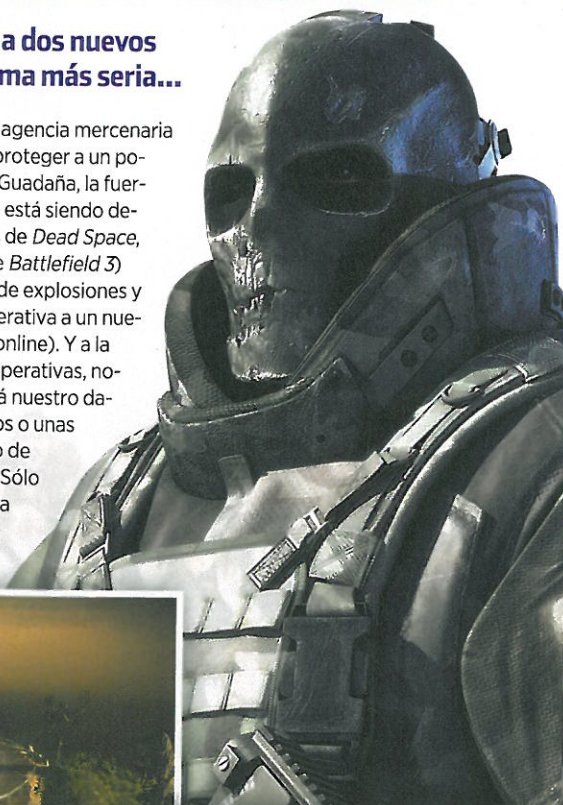 a dos nuevos
ma más seria...
agencia mercenaria
proteger a un po-
Guadaña, la fuer-
está siendo de-
de Dead Space,
e Battlefield 3)
de explosiones y
erativa a un nue-
online). Y a la
perativas, no-
á nuestro da-
os o unas
o de
Sólo
a